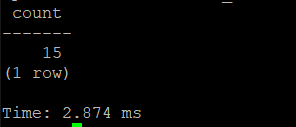 count
-------
15
(1 row)
Time: 2.874 ms